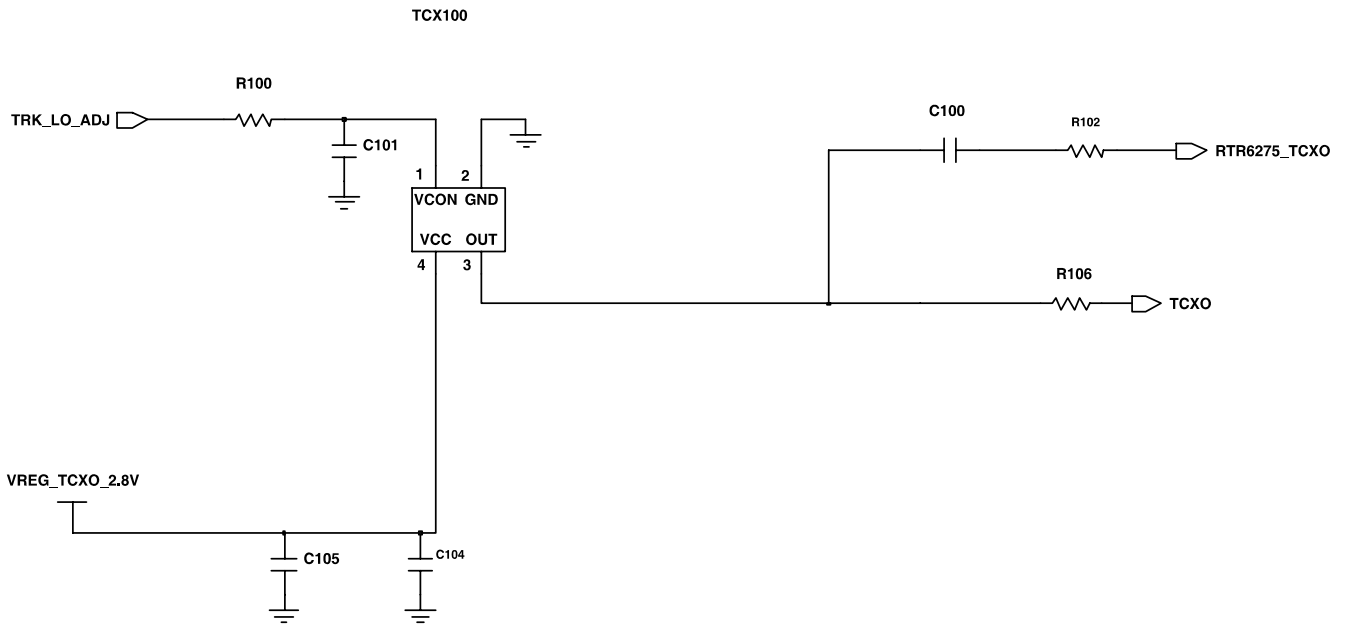 TCX100
R100
TRK_LO_ADJ
C101
C100
R102
RTR6275_TCXO
1 2
VCON GND
VCC OUT
4 3
R106
TCXO
VREG_TCXO_2.8V
C105
C104